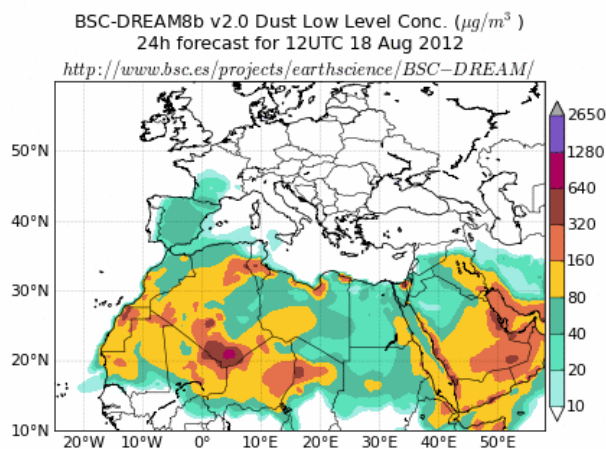 BSC-DREAM8b v2.0 Dust Low Level Conc. (μg/m³ )
24h forecast for 12UTC 18 Aug 2012
http://www.bsc.es/projects/earthscience/BSC−DREAM/
2650
1280
640
320
160
80
40
20
10
50°N
40°N
30°N
20°N
10°N
20°W 10°W 0° 10°E 20°E 30°E 40°E 50°E